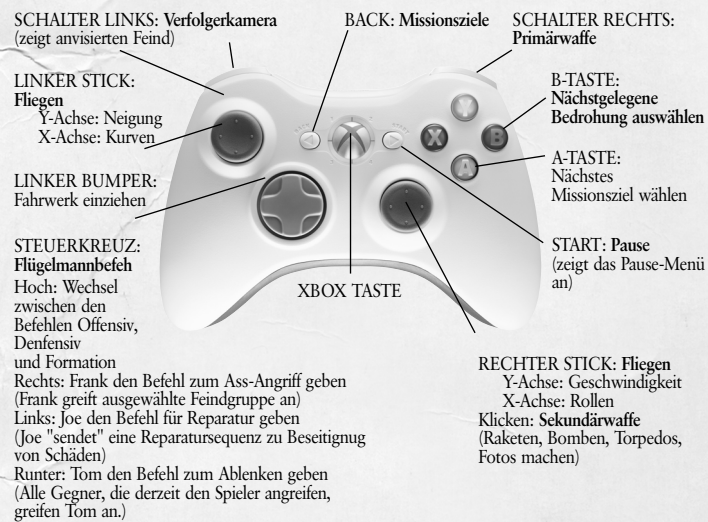 SCHALTER LINKS: Verfolgerkamera
(zeigt anvisierten Feind)
BACK: Missionsziele
SCHALTER RECHTS:
Primärwaffe
LINKER STICK:
Fliegen
Y-Achse: Neigung
X-Achse: Kurven
B-TASTE:
Nächstgelegene
Bedrohung auswählen
A-TASTE:
Nächstes
Missionsziel wählen
LINKER BUMPER:
Fahrwerk einziehen
START: Pause
(zeigt das Pause-Menü
an)
XBOX TASTE
STEUERKREUZ:
Flügelmannbefeh
Hoch: Wechsel
zwischen den
Befehlen Offensiv,
Denfensiv
und Formation
Rechts: Frank den Befehl zum Ass-Angriff geben
(Frank greift ausgewählte Feindgruppe an)
Links: Joe den Befehl für Reparatur geben
(Joe "sendet" eine Reparatursequenz zu Beseitignug
von Schäden)
Runter: Tom den Befehl zum Ablenken geben
(Alle Gegner, die derzeit den Spieler angreifen,
greifen Tom an.)
RECHTER STICK: Fliegen
Y-Achse: Geschwindigkeit
X-Achse: Rollen
Klicken: Sekundärwaffe
(Raketen, Bomben, Torpedos,
Fotos machen)
Y
X
B
A